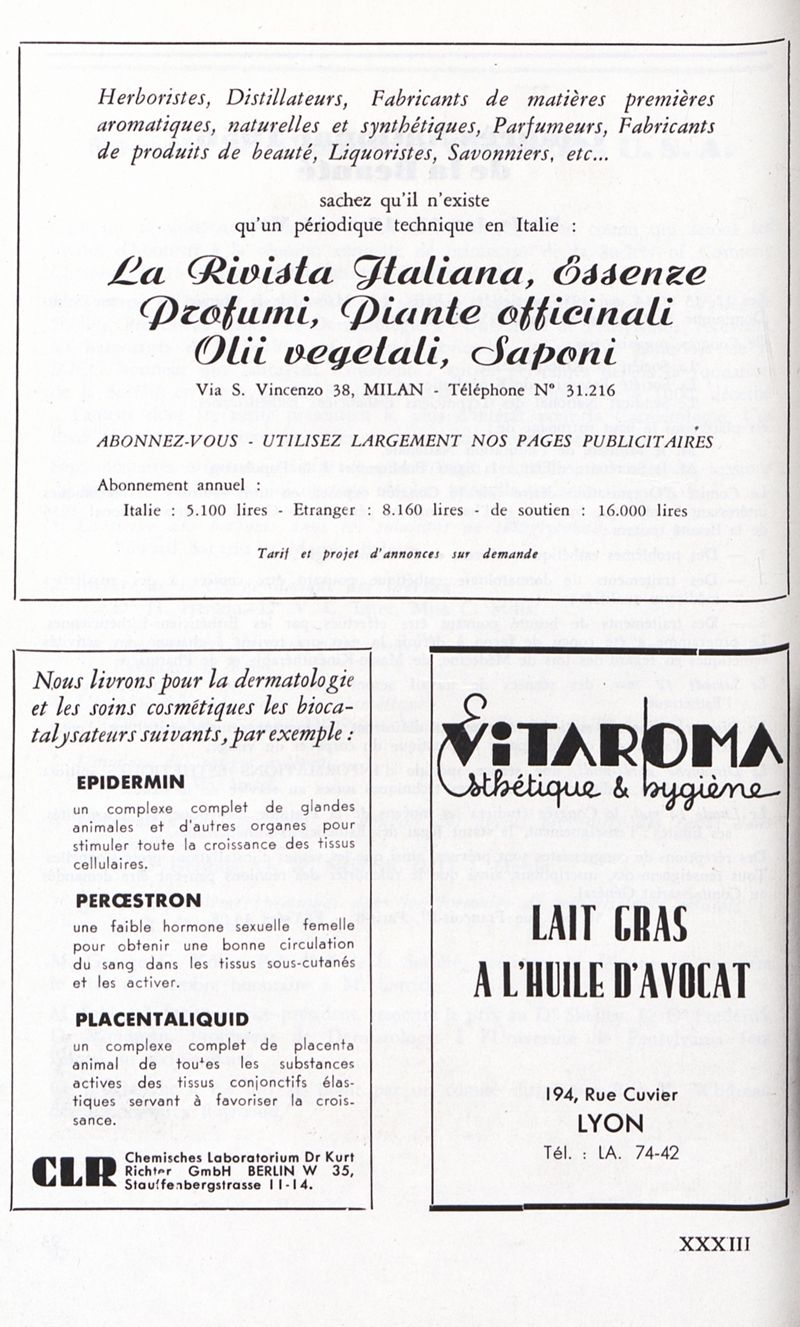 Herboristes, Distillateurs, Fabricants de matières premières
aromatiques, naturelles et synthétiques, Parfumeurs, Fabricants
de produits de beauté, Liquoristes, Savonniers, etc...
sachez qu'il n'existe
qu'un périodique technique en Italie :
La Rivista Italiana, Essenze
Profumi, Piante officinali
Olii vegetali, Saponi
Via S. Vincenzo 38, MILAN - Téléphone N° 31.216
ABONNEZ-VOUS - UTILISEZ LARGEMENT NOS PAGES PUBLICITAIRES
Abonnement annuel :
Italie : 5.100 lires - Etranger : 8.160 lires - de soutien : 16.000 lires
Tarif et projet d'annonces sur demande
Nous livrons pour la dermatologie
et les soins cosmétiques les bioca-
talysateurs suivants, par exemple :
EPIDERMIN
un complexe complet de glandes
animales et d'autres organes pour
stimuler toute la croissance des tissus
cellulaires.
PERŒSTRON
une faible hormone sexuelle femelle
pour obtenir une bonne circulation
du sang dans les tissus sous-cutanés
et les activer.
PLACENTALIQUID
un complexe complet de placenta
animal de toutes les substances
actives des tissus conjonctifs élas-
tiques servant à favoriser la crois-
sance.
CLR
Chemisches Laboratorium Dr Kurt
Richter GmbH BERLIN W 35,
Stauffenbergstrasse 11-14.
VITAROMA
Esthétique & hygiène
LAIT GRAS
A L'HUILE D'AVOCAT
194, Rue Cuvier
LYON
Tél. : LA. 74-42
XXXIII